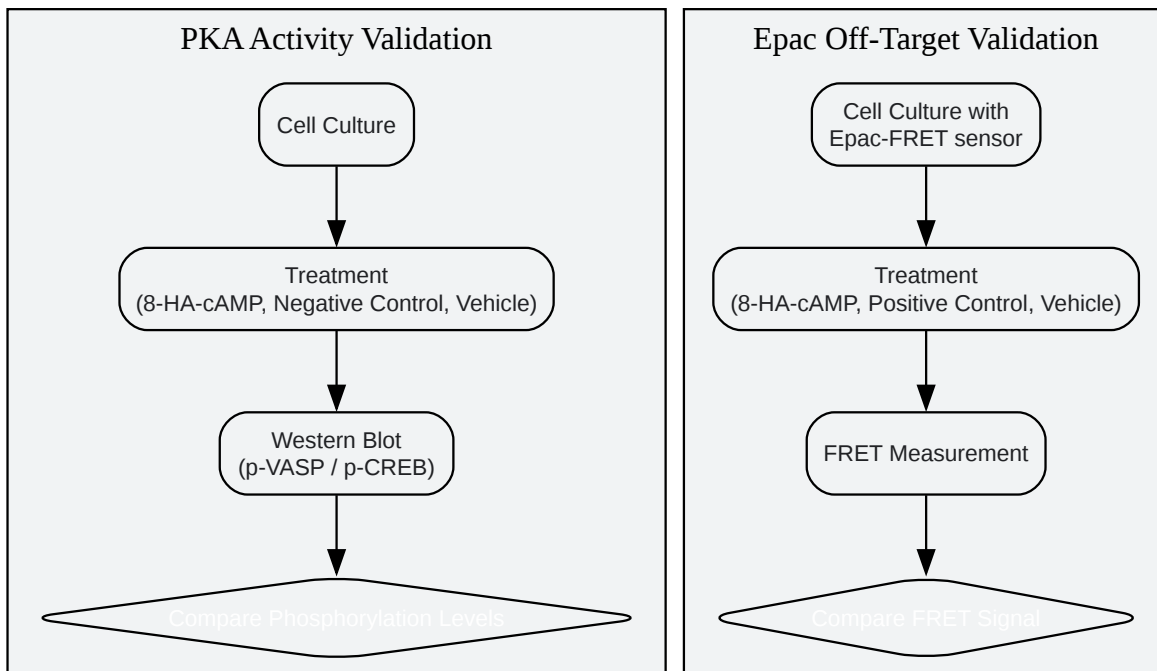 PKA Activity Validation
Cell Culture
Treatment
(8-HA-cAMP, Negative Control, Vehicle)
Western Blot
(p-VASP / p-CREB)
Compare Phosphorylation Levels
Epac Off-Target Validation
Cell Culture with
Epac-FRET sensor
Treatment
(8-HA-cAMP, Positive Control, Vehicle)
FRET Measurement
Compare FRET Signal